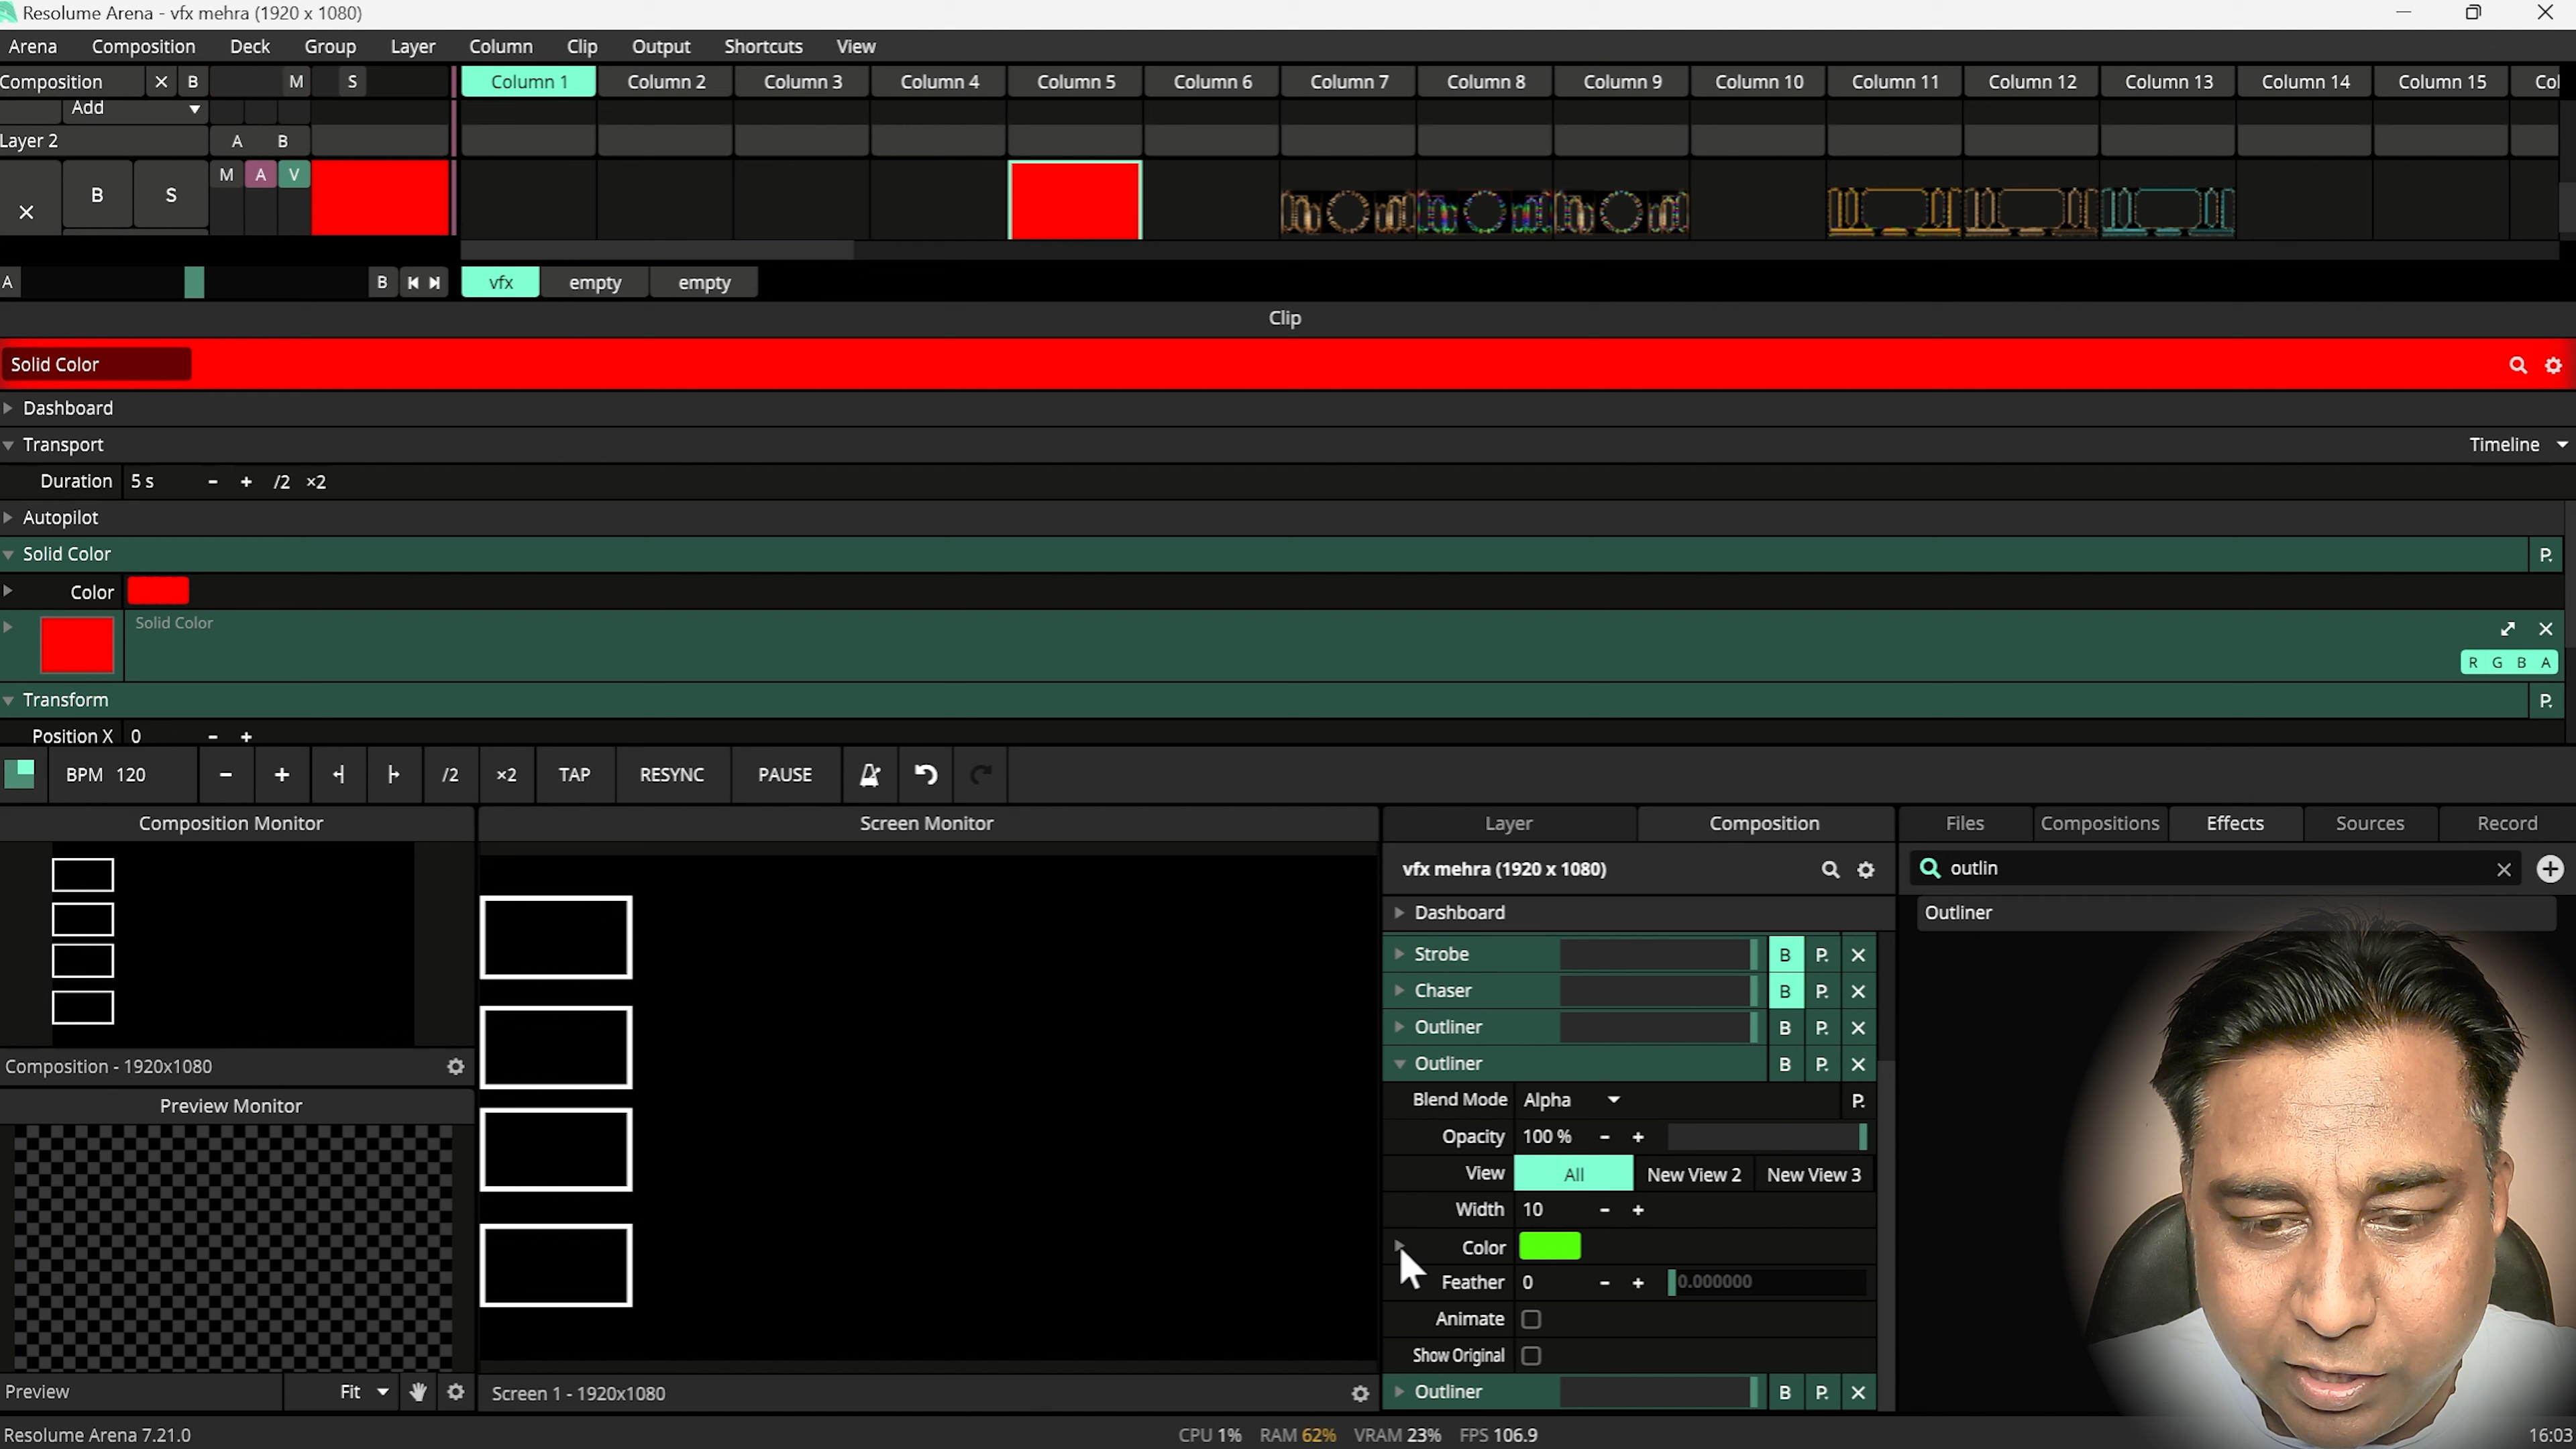 Resolume Arena - vfx mehra (1920 x 1080)
Arena Composition Deck Group Layer Column Clip Output Shortcuts View
Composition B M S Column 1 Column 2 Column 3 Column 4 Column 5 Column 6 Column 7 Column 8 Column 9 Column 10 Column 11 Column 12 Column 13 Column 14 Column 15 Col
Add
Layer 2 A B
B S M A V
A B vfx empty empty
Clip
Solid Color
Dashboard
Transport Timeline
Duration 5 s - + /2 ×2
Autopilot
Solid Color P.
Color
Solid Color
R G B A
Transform P.
Position X 0 - +
BPM 120 - + /2 ×2 TAP RESYNC PAUSE
Composition Monitor
Composition - 1920x1080
Preview Monitor
Preview Fit
Screen Monitor
Screen 1 - 1920x1080
Layer Composition
vfx mehra (1920 x 1080)
Dashboard
Strobe B P.
Chaser B P.
Outliner B P.
Outliner B P.
Blend Mode Alpha P.
Opacity 100 % - +
View All New View 2 New View 3
Width 10 - +
Color
Feather 0 - + 0.000000
Animate
Show Original
Outliner B P.
Files Compositions Effects Sources Record
outlin
Outliner
Resolume Arena 7.21.0 CPU 1% RAM 62% VRAM 23% FPS 106.9 16:03